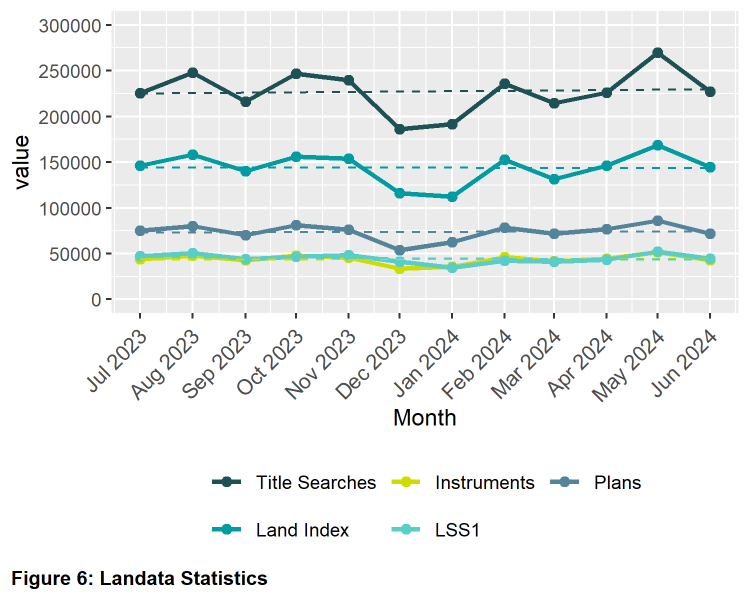 300000
250000
200000
150000
100000
50000
0
value
Jul 2023
Aug 2023
Sep 2023
Oct 2023
Nov 2023
Dec 2023
Jan 2024
Feb 2024
Mar 2024
Apr 2024
May 2024
Jun 2024
Month
Title Searches Instruments Plans
Land Index LSS1
Figure 6: Landata Statistics